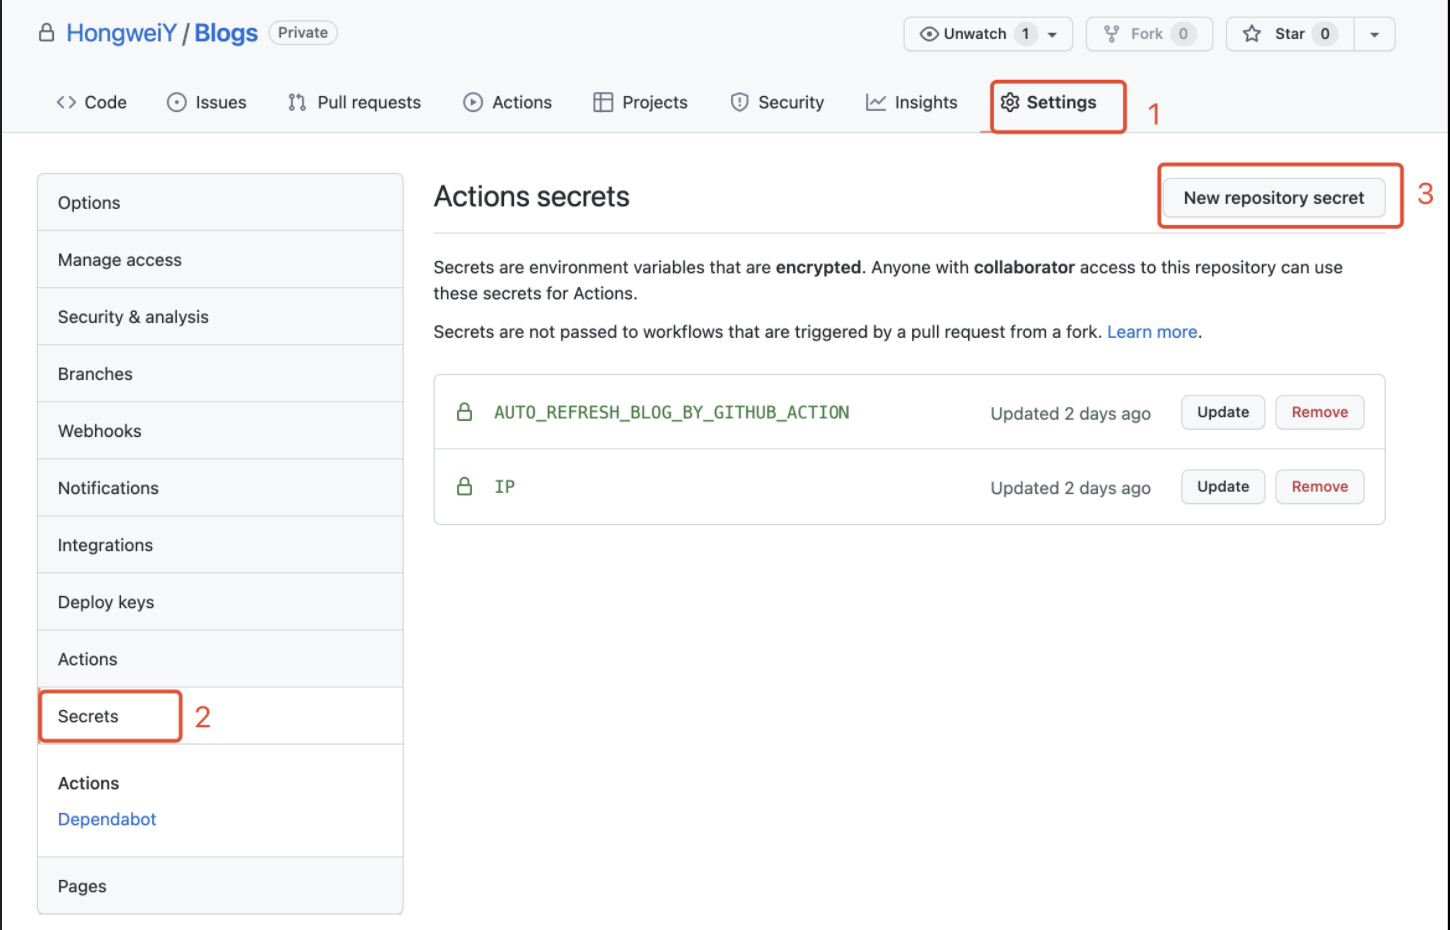 HongweiY / Blogs Private
Unwatch 1
Fork 0
Star 0
Code
Issues
Pull requests
Actions
Projects
Security
Insights
Settings
1
Options
Manage access
Security & analysis
Branches
Webhooks
Notifications
Integrations
Deploy keys
Actions
Secrets
2
Actions
Dependabot
Pages
Actions secrets
New repository secret
3
Secrets are environment variables that are encrypted. Anyone with collaborator access to this repository can use
these secrets for Actions.
Secrets are not passed to workflows that are triggered by a pull request from a fork. Learn more.
AUTO_REFRESH_BLOG_BY_GITHUB_ACTION Updated 2 days ago Update Remove
IP Updated 2 days ago Update Remove